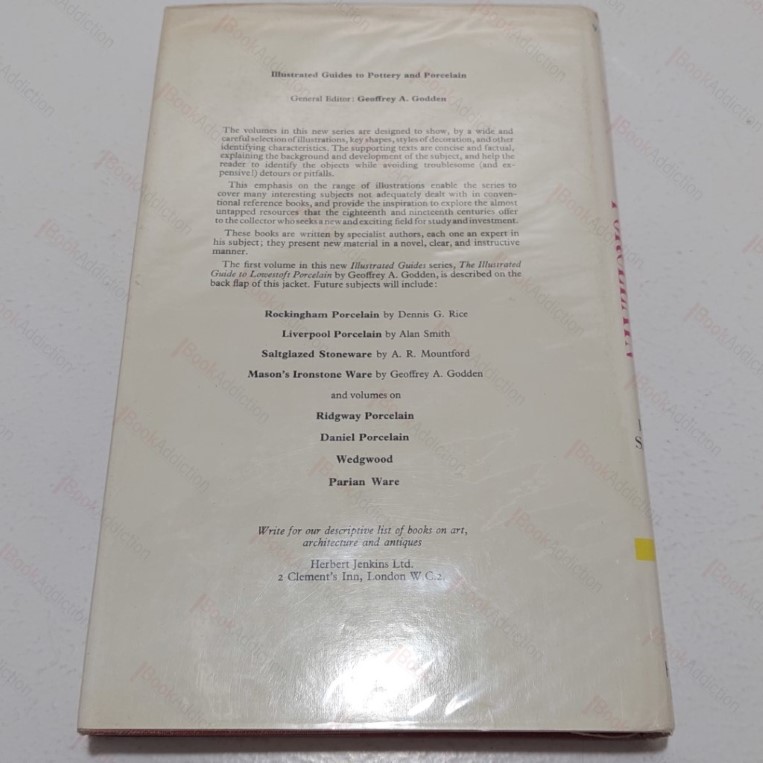 Illustrated Guides to Pottery and Porcelain
General Editor: Geoffrey A. Godden
The volumes in this new series are designed to show, by a wide and
careful selection of illustrations, key shapes, styles of decoration, and other
identifying characteristics. The supporting texts are concise and factual,
explaining the background and development of the subject, and help the
reader to identify the objects while avoiding troublesome (and ex-
pensive!) detours or pitfalls.
This emphasis on the range of illustrations enable the series to
cover many interesting subjects not adequately dealt with in conven-
tional reference books, and provide the inspiration to explore the almost
untapped resources that the eighteenth and nineteenth centuries offer
to the collector who seeks a new and exciting field for study and investment.
These books are written by specialist authors, each one an expert in
his subject; they present new material in a novel, clear, and instructive
manner.
The first volume in this new Illustrated Guides series, The Illustrated
Guide to Lowestoft Porcelain by Geoffrey A. Godden, is described on the
back flap of this jacket. Future subjects will include:
Rockingham Porcelain by Dennis G. Rice
Liverpool Porcelain by Alan Smith
Saltglazed Stoneware by A. R. Mountford
Mason's Ironstone Ware by Geoffrey A. Godden
and volumes on
Ridgway Porcelain
Daniel Porcelain
Wedgwood
Parian Ware
Write for our descriptive list of books on art,
architecture and antiques
Herbert Jenkins Ltd.
2 Clement's Inn, London W.C.2.
BookAddiction